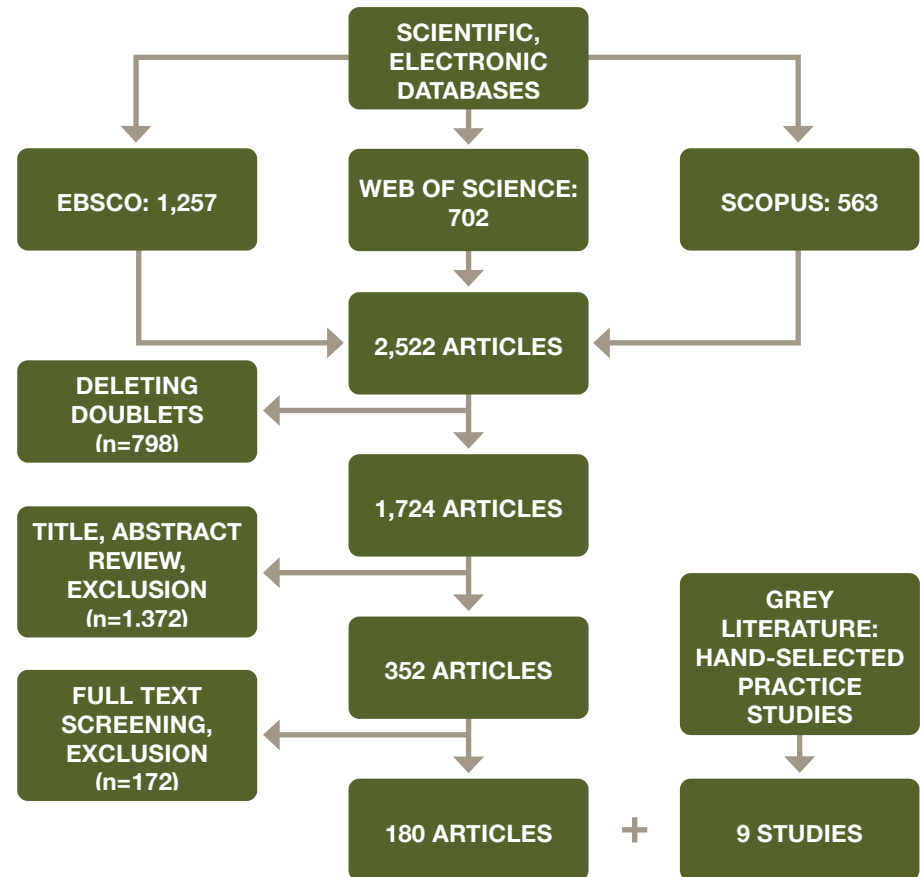 SCIENTIFIC,
ELECTRONIC
DATABASES
EBSCO: 1,257
WEB OF SCIENCE:
702
SCOPUS: 563
2,522 ARTICLES
DELETING
DOUBLETS
(n=798)
1,724 ARTICLES
TITLE, ABSTRACT
REVIEW,
EXCLUSION
(n=1.372)
352 ARTICLES
GREY
LITERATURE:
HAND-SELECTED
PRACTICE
STUDIES
FULL TEXT
SCREENING,
EXCLUSION
(n=172)
180 ARTICLES
+
9 STUDIES